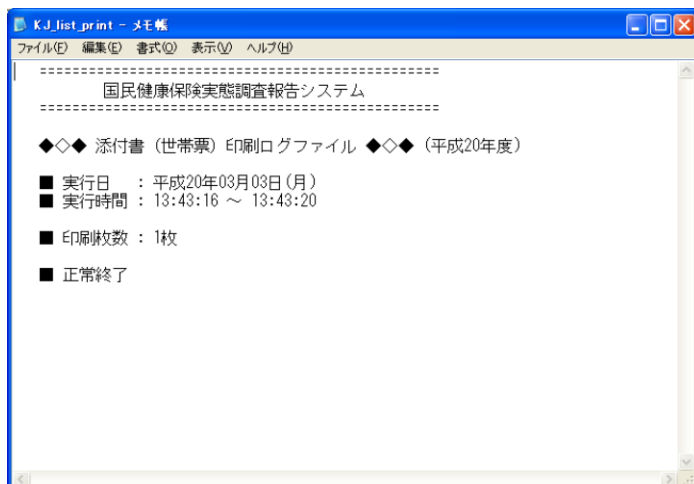 KJ_list_print - メモ帳
ファイル(F) 編集(E) 書式(O) 表示(V) ヘルプ(H)
=================================================
国民健康保険実態調査報告システム
=================================================
◆◇◆ 添付書（世帯票）印刷ログファイル ◆◇◆（平成20年度）
■ 実行日　 : 平成20年03月03日(月)
■ 実行時間 : 13:43:16 ～ 13:43:20
■ 印刷枚数 : 1枚
■ 正常終了